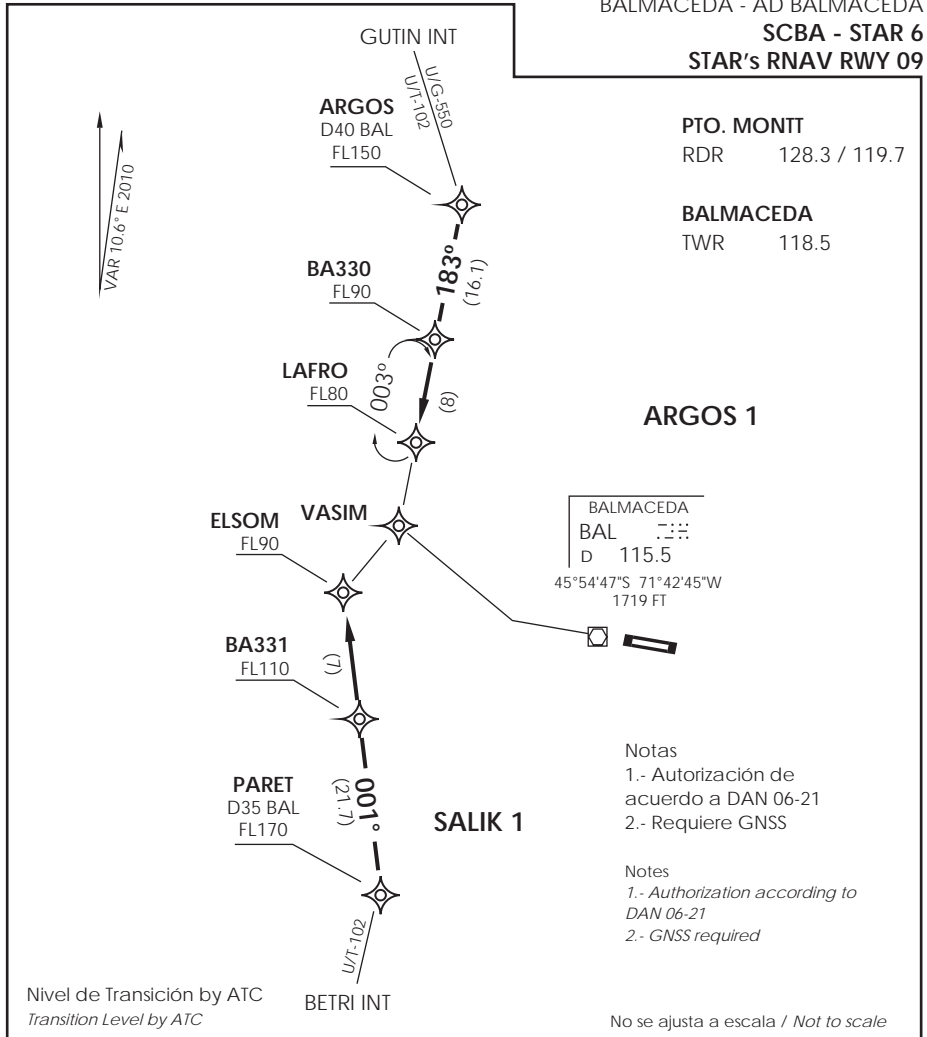 BALMACEDA - AD BALMACEDA
SCBA - STAR 6
STAR's RNAV RWY 09
GUTIN INT
U/G-550
U/T-102
ARGOS
D40 BAL
FL150
VAR 10.6° E 2010
PTO. MONTT
RDR 128.3 / 119.7
BALMACEDA
TWR 118.5
183°
(16.1)
BA330
FL90
003°
(8)
LAFRO
FL80
ARGOS 1
VASIM
ELSOM
FL90
BALMACEDA
BAL
D 115.5
45°54'47"S 71°42'45"W
1719 FT
BA331
FL110
(7)
001°
(21.7)
PARET
D35 BAL
FL170
SALIK 1
Notas
1.- Autorización de
acuerdo a DAN 06-21
2.- Requiere GNSS
Notes
1.- Authorization according to
DAN 06-21
2.- GNSS required
U/T-102
BETRI INT
Nivel de Transición by ATC
Transition Level by ATC
No se ajusta a escala / Not to scale